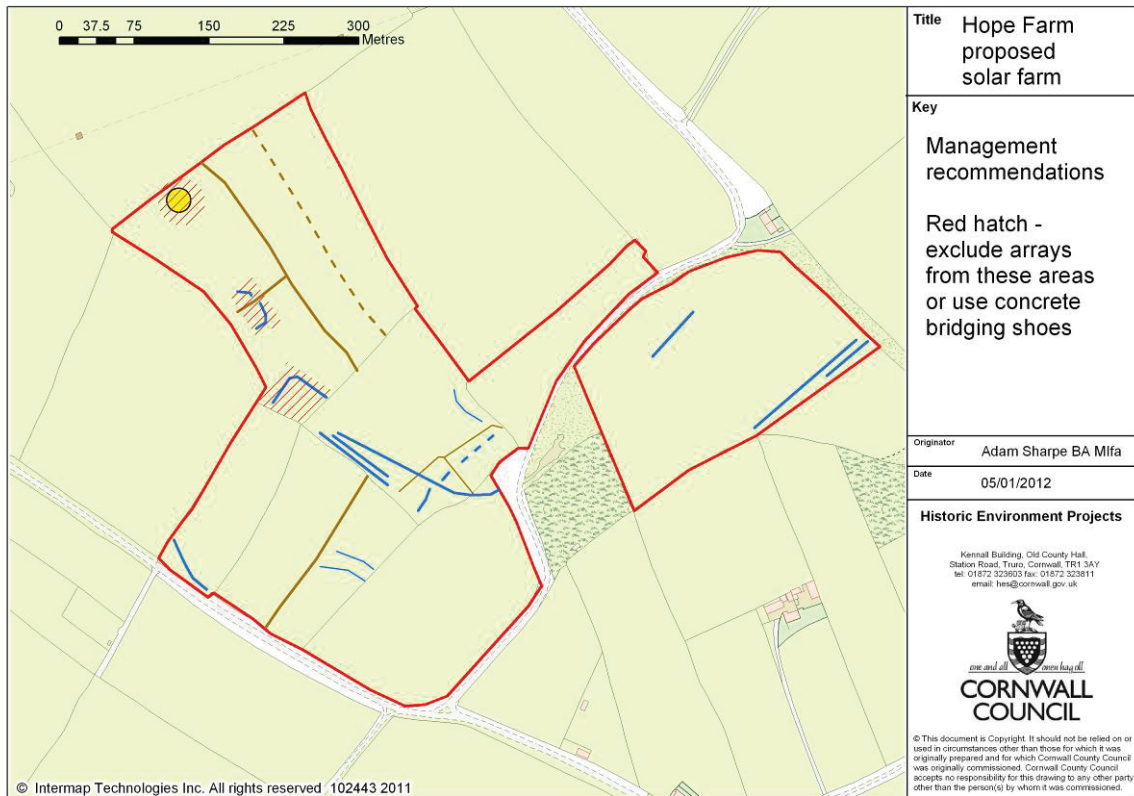 0 37.5 75 150 225 300
Metres
© Intermap Technologies Inc. All rights reserved 102443 2011
Title Hope Farm
proposed
solar farm
Key
Management
recommendations
Red hatch -
exclude arrays
from these areas
or use concrete
bridging shoes
Originator
Adam Sharpe BA MIfa
Date
05/01/2012
Historic Environment Projects
Kennall Building, Old County Hall,
Station Road, Truro, Cornwall, TR1 3AY
tel: 01872 323603 fax: 01872 323811
email: hes@cornwall.gov.uk
one and all onen hag oll
CORNWALL
COUNCIL
© This document is Copyright. It should not be relied on or
used in circumstances other than those for which it was
originally prepared and for which Cornwall County Council
was originally commissioned. Cornwall County Council
accepts no responsibility for this drawing to any other party
other than the person(s) by whom it was commissioned.